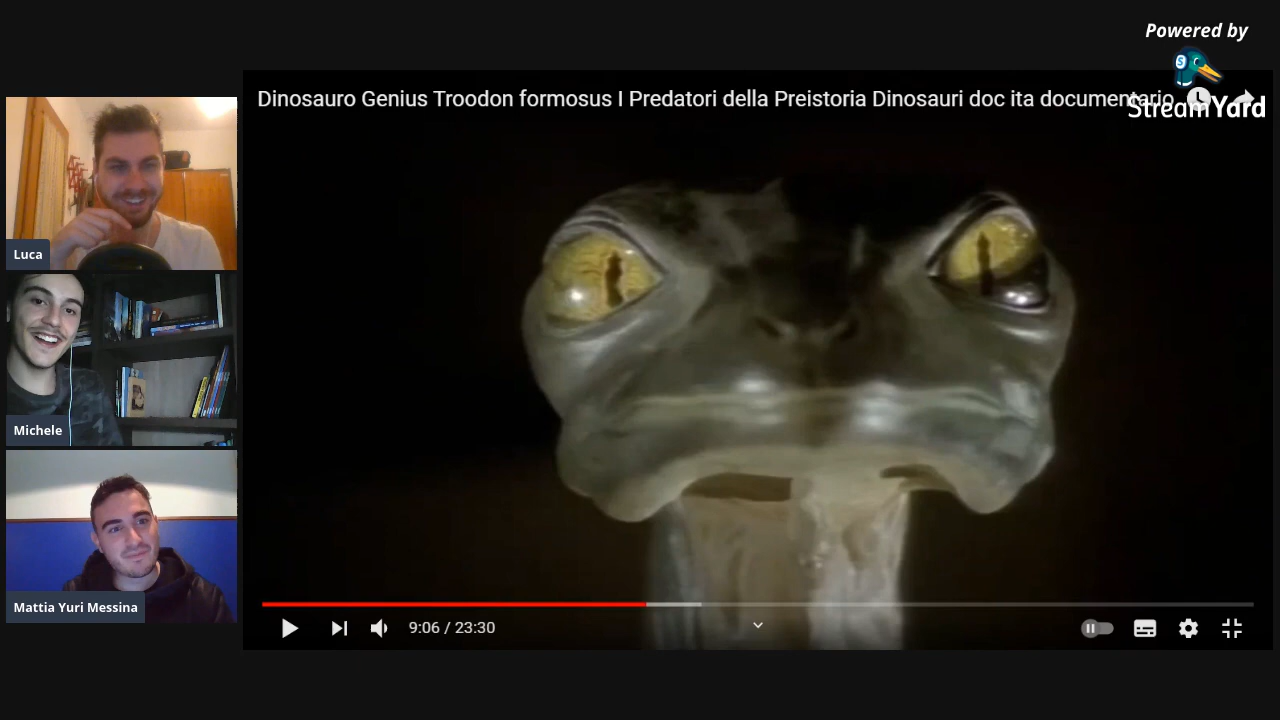 Powered by
StreamYard
Dinosauro Genius Troodon formosus I Predatori della Preistoria Dinosauri doc ita documentario
Luca
Michele
Mattia Yuri Messina
9:06 / 23:30